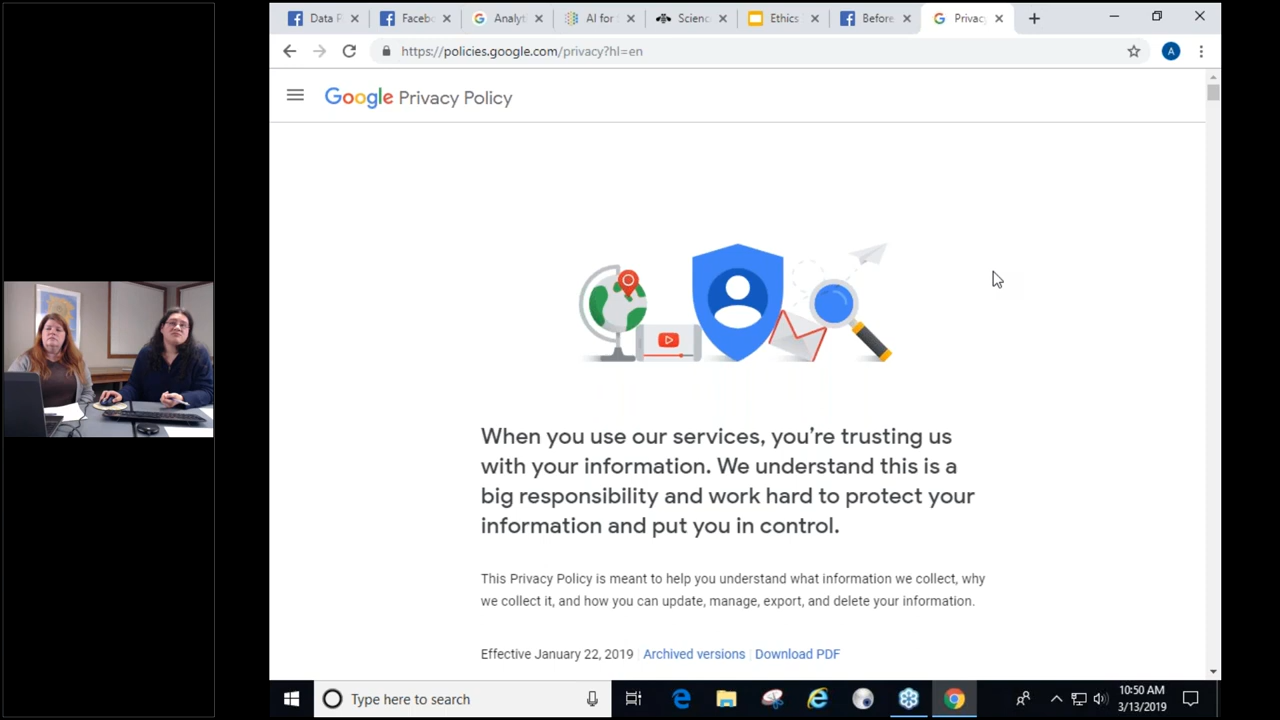 Data P
Faceb
Analyt
AI for
Scienc
Ethics
Before
Privac
https://policies.google.com/privacy?hl=en
A
Google Privacy Policy
When you use our services, you’re trusting us
with your information. We understand this is a
big responsibility and work hard to protect your
information and put you in control.
This Privacy Policy is meant to help you understand what information we collect, why
we collect it, and how you can update, manage, export, and delete your information.
Effective January 22, 2019 | Archived versions | Download PDF
Type here to search
10:50 AM
3/13/2019